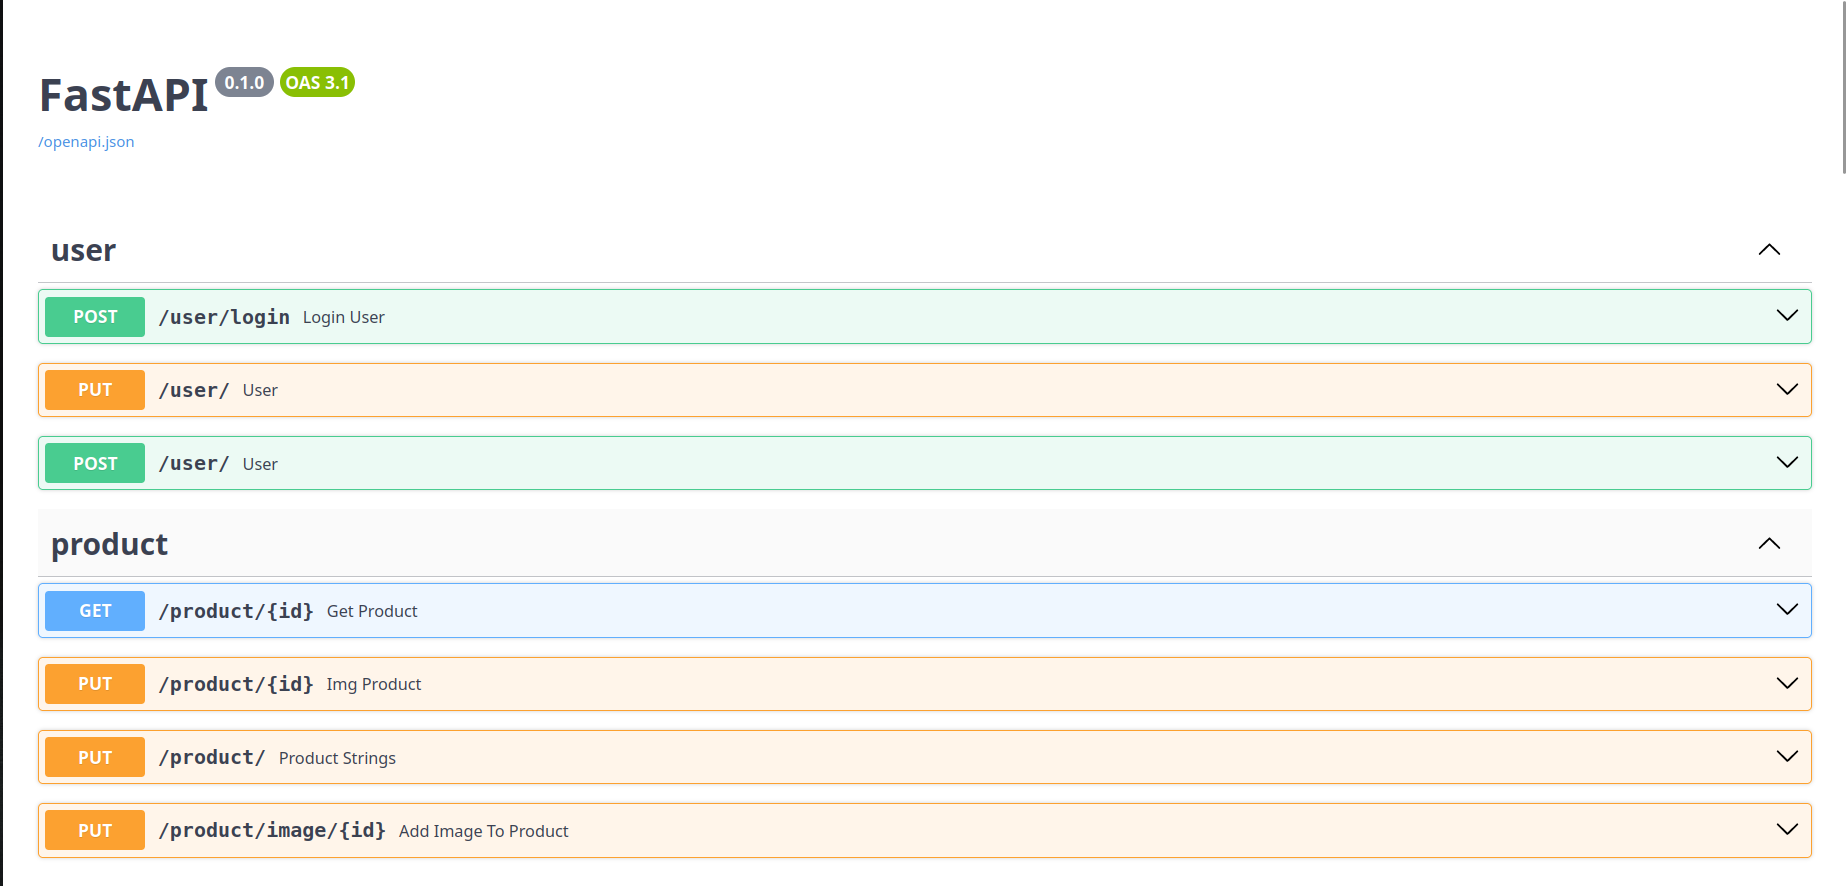 FastAPI 0.1.0 OAS 3.1
/openapi.json
user
POST /user/login Login User
PUT /user/ User
POST /user/ User
product
GET /product/{id} Get Product
PUT /product/{id} Img Product
PUT /product/ Product Strings
PUT /product/image/{id} Add Image To Product